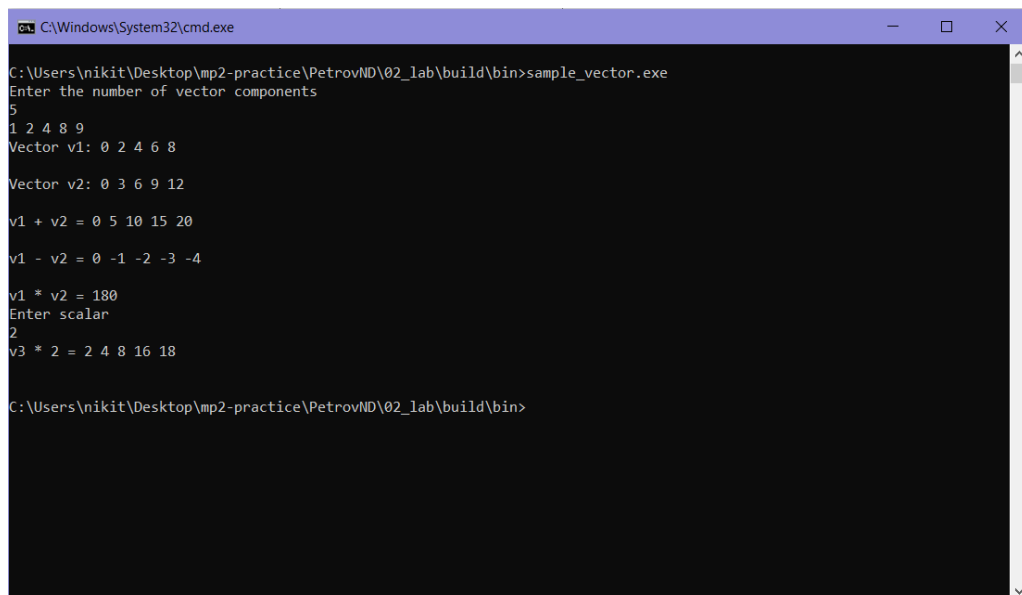 C:\Windows\System32\cmd.exe
C:\Users\nikit\Desktop\mp2-practice\PetrovND\02_lab\build\bin>sample_vector.exe
Enter the number of vector components
5
1 2 4 8 9
Vector v1: 0 2 4 6 8
Vector v2: 0 3 6 9 12
v1 + v2 = 0 5 10 15 20
v1 - v2 = 0 -1 -2 -3 -4
v1 * v2 = 180
Enter scalar
2
v3 * 2 = 2 4 8 16 18
C:\Users\nikit\Desktop\mp2-practice\PetrovND\02_lab\build\bin>